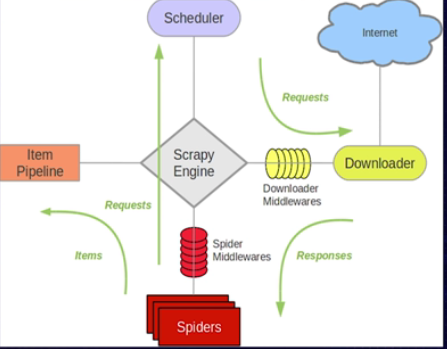 Scheduler
Internet
Requests
Item
Pipeline
Scrapy
Engine
Downloader
Downloader
Middlewares
Requests
Spider
Middlewares
Items
Responses
Spiders